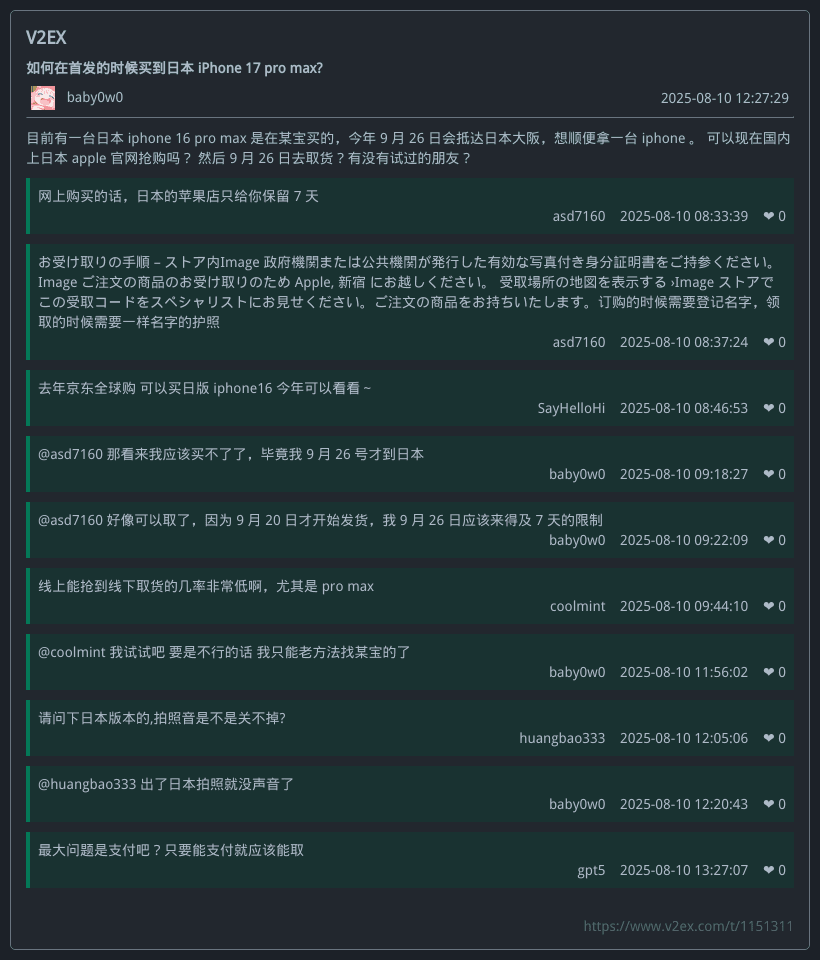 V2EX
如何在首发的时候买到日本 iPhone 17 pro max?
baby0w0 2025-08-10 12:27:29
目前有一台日本 iphone 16 pro max 是在某宝买的，今年 9 月 26 日会抵达日本大阪，想顺便拿一台 iphone 。 可以现在国内
上日本 apple 官网抢购吗？ 然后 9 月 26 日去取货？有没有试过的朋友？
网上购买的话，日本的苹果店只给你保留 7 天
asd7160 2025-08-10 08:33:39 ❤ 0
お受け取りの手順 – ストア内Image 政府機関または公共機関が発行した有効な写真付き身分証明書をご持参ください。
Image ご注文の商品のお受け取りのため Apple, 新宿 にお越しください。 受取場所の地図を表示する ›Image ストアで
この受取コードをスペシャリストにお見せください。ご注文の商品をお持ちいたします。订购的时候需要登记名字，领
取的时候需要一样名字的护照
asd7160 2025-08-10 08:37:24 ❤ 0
去年京东全球购 可以买日版 iphone16 今年可以看看 ~
SayHelloHi 2025-08-10 08:46:53 ❤ 0
@asd7160 那看来我应该买不了了，毕竟我 9 月 26 号才到日本
baby0w0 2025-08-10 09:18:27 ❤ 0
@asd7160 好像可以取了，因为 9 月 20 日才开始发货，我 9 月 26 日应该来得及 7 天的限制
baby0w0 2025-08-10 09:22:09 ❤ 0
线上能抢到线下取货的几率非常低啊，尤其是 pro max
coolmint 2025-08-10 09:44:10 ❤ 0
@coolmint 我试试吧 要是不行的话 我只能老方法找某宝的了
baby0w0 2025-08-10 11:56:02 ❤ 0
请问下日本版本的,拍照音是不是关不掉?
huangbao333 2025-08-10 12:05:06 ❤ 0
@huangbao333 出了日本拍照就没声音了
baby0w0 2025-08-10 12:20:43 ❤ 0
最大问题是支付吧？只要能支付就应该能取
gpt5 2025-08-10 13:27:07 ❤ 0
https://www.v2ex.com/t/1151311